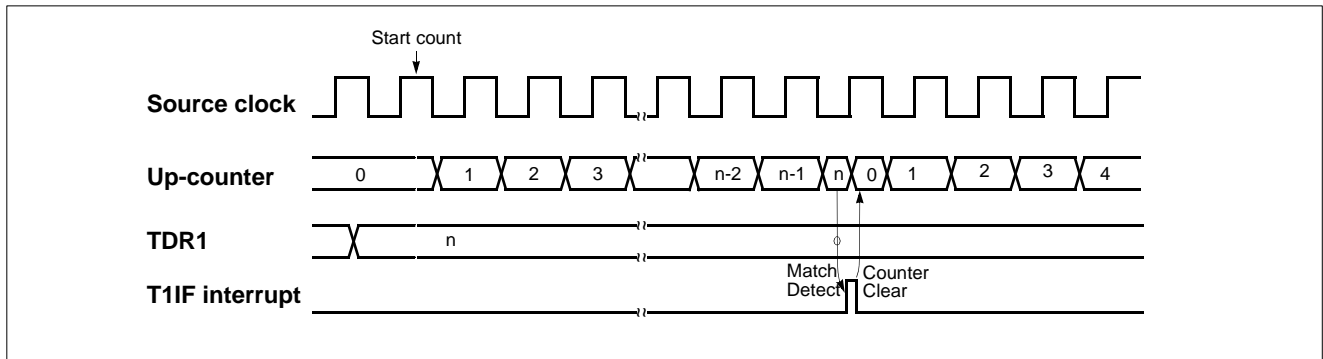 Start count
Source clock
Up-counter 0 1 2 3 n-2 n-1 n 0 1 2 3 4
TDR1 n
Match Detect
Counter Clear
T1IF interrupt